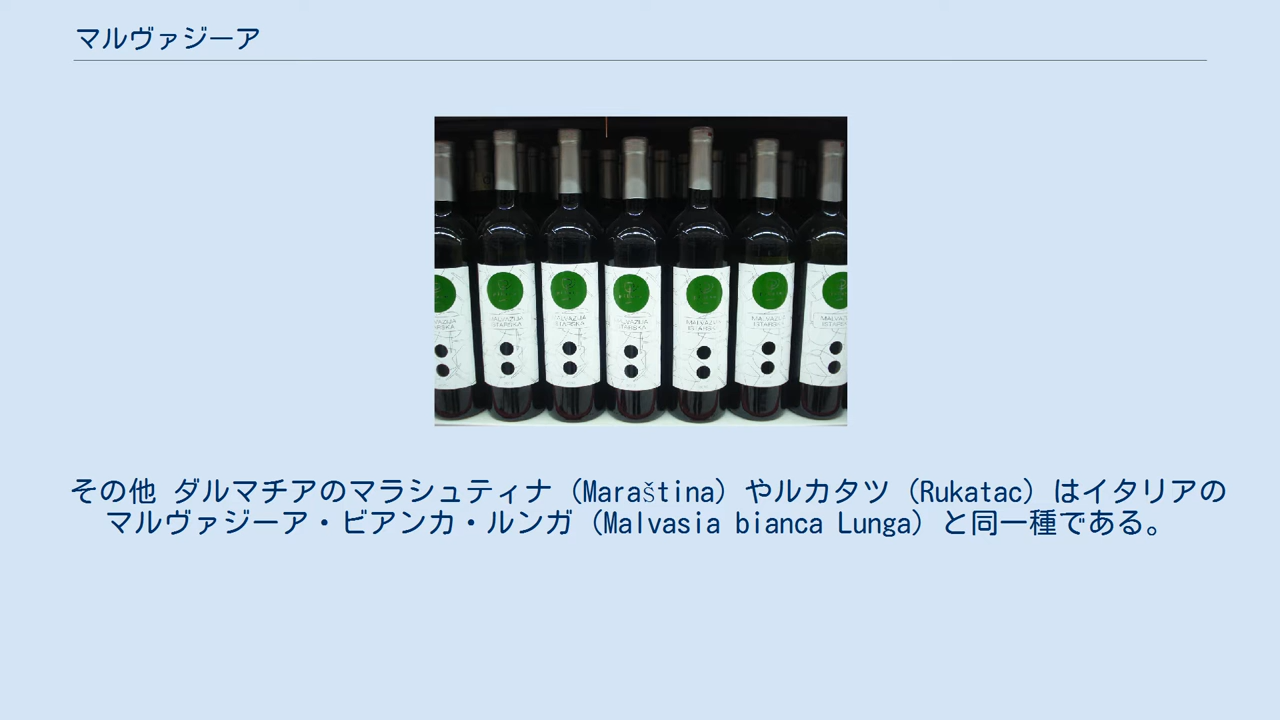 マルヴァジーア
MALVAZIJA
ISTARSKA
その他 ダルマチアのマラシュティナ（Maraština）やルカタツ（Rukatac）はイタリアの
マルヴァジーア・ビアンカ・ルンガ（Malvasia bianca Lunga）と同一種である。